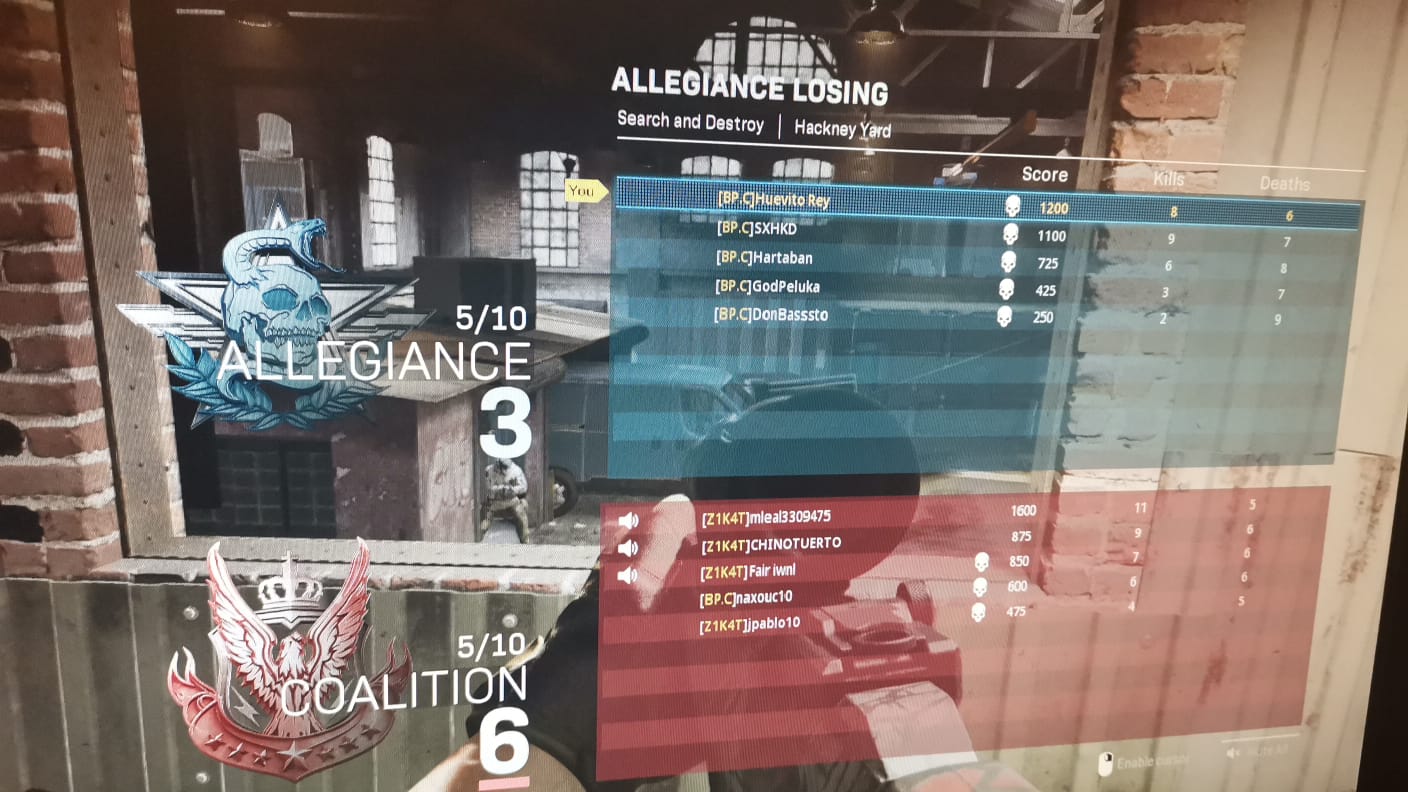 ALLEGIANCE LOSING
Search and Destroy | Hackney Yard
Score Kills Deaths
You [BP.C]Huevito Rey 1200 8 6
[BP.C]SXHKD 1100 9 7
[BP.C]Hartaban 725 6 8
[BP.C]GodPeluka 425 3 7
[BP.C]DonBasssto 250 2 9
5/10
ALLEGIANCE
3
[Z1K4T]mleal3309475 1600 11 5
[Z1K4T]CHINOTUERTO 875 9 6
[Z1K4T]Fair iwnl 850 7 6
[BP.C]naxouc10 600 6 6
[Z1K4T]jpablo10 475 4 5
5/10
COALITION
6
Enable cursor
Mute All